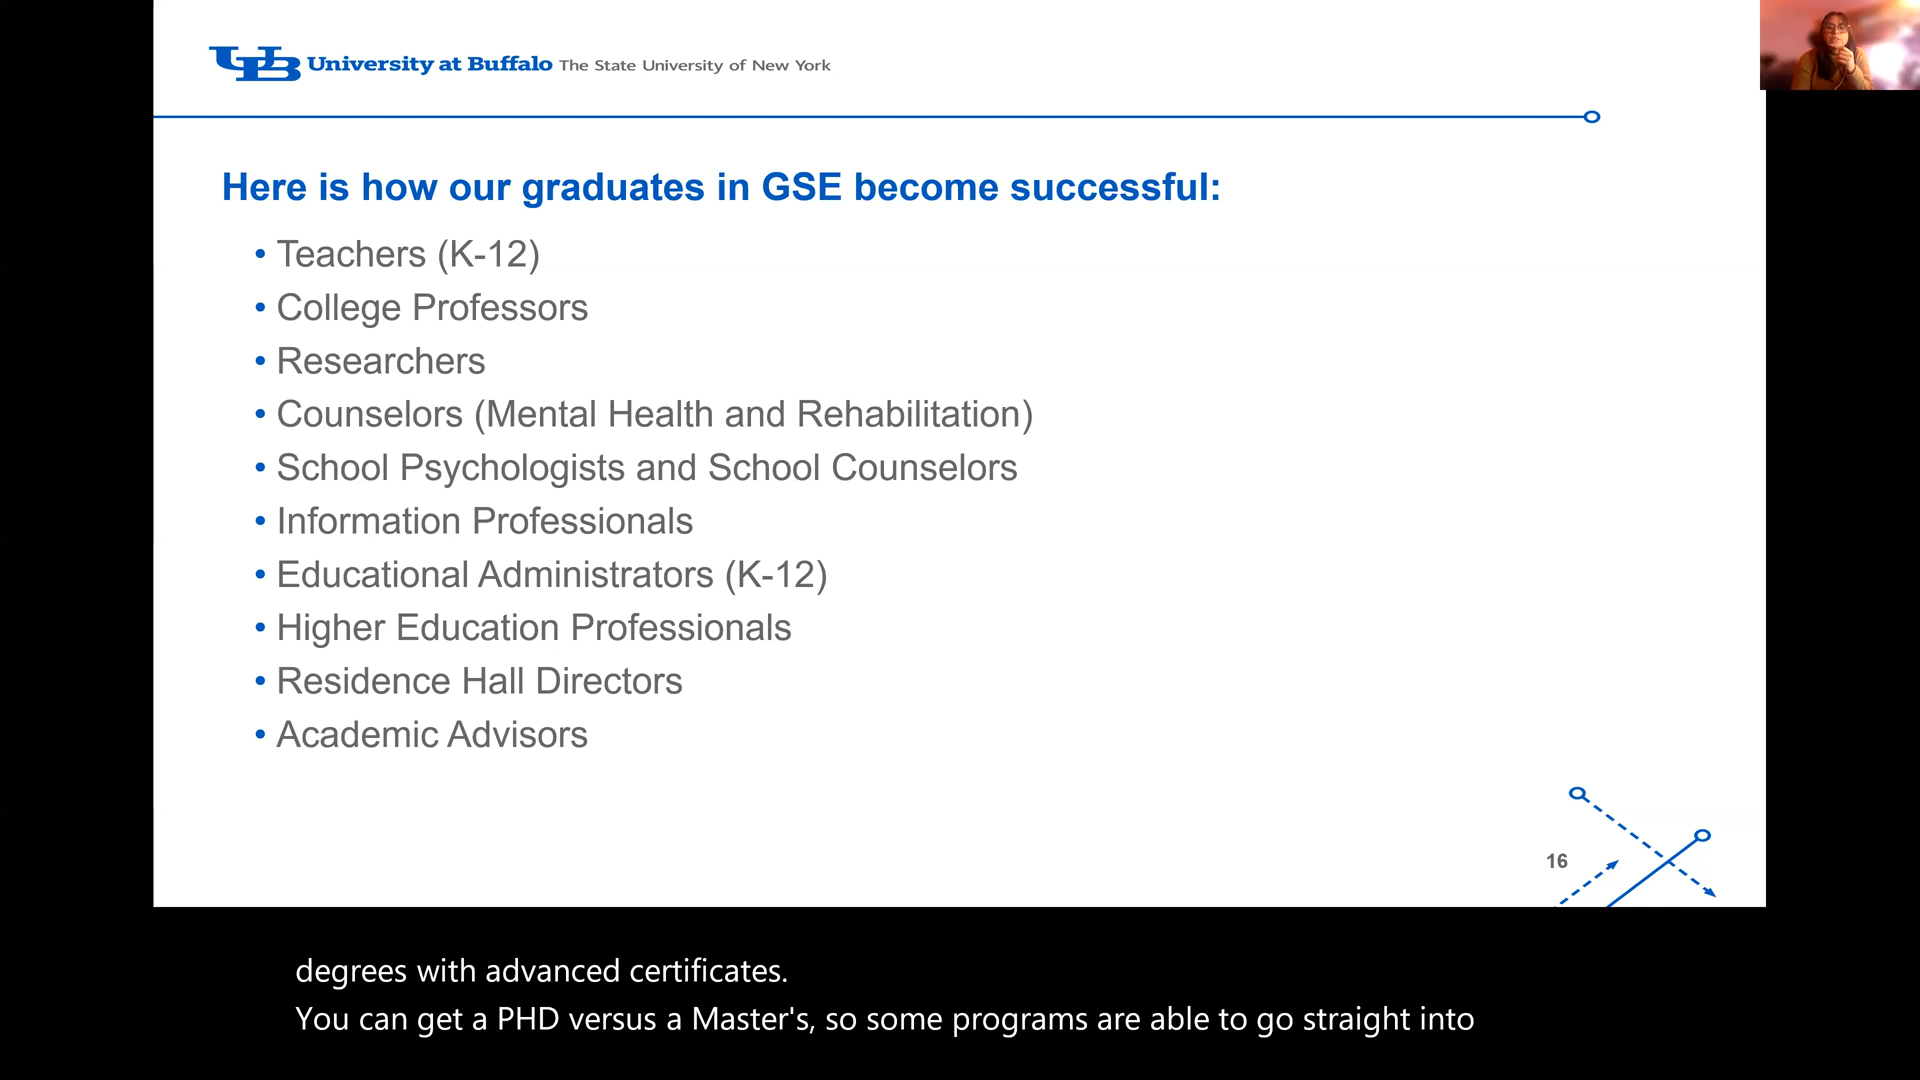 University at Buffalo The State University of New York
Here is how our graduates in GSE become successful:
• Teachers (K-12)
• College Professors
• Researchers
• Counselors (Mental Health and Rehabilitation)
• School Psychologists and School Counselors
• Information Professionals
• Educational Administrators (K-12)
• Higher Education Professionals
• Residence Hall Directors
• Academic Advisors
16
degrees with advanced certificates.
You can get a PHD versus a Master's, so some programs are able to go straight into